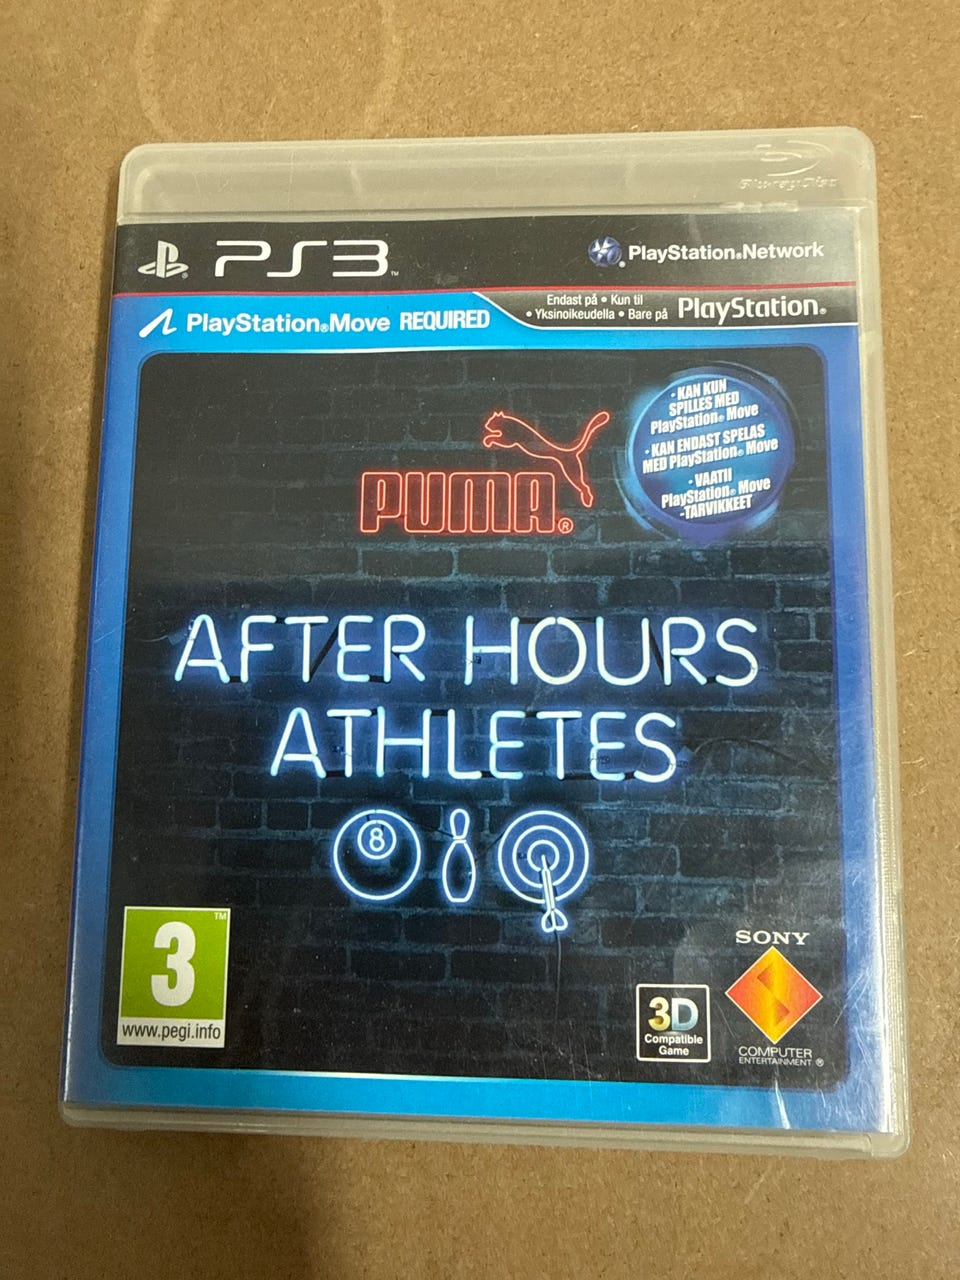 Blu-ray Disc
PS3™
PlayStation®Network
PlayStation®Move REQUIRED
Endast på • Kun til
• Yksinoikeudella • Bare på
PlayStation®
- KAN KUN
SPILLES MED
PlayStation® Move
- KAN ENDAST SPELAS
MED PlayStation® Move
- VAATII
PlayStation® Move
-TARVIKKEET
PUMA®
AFTER HOURS
ATHLETES
8
3™
www.pegi.info
3D
Compatible
Game
SONY
COMPUTER
ENTERTAINMENT®